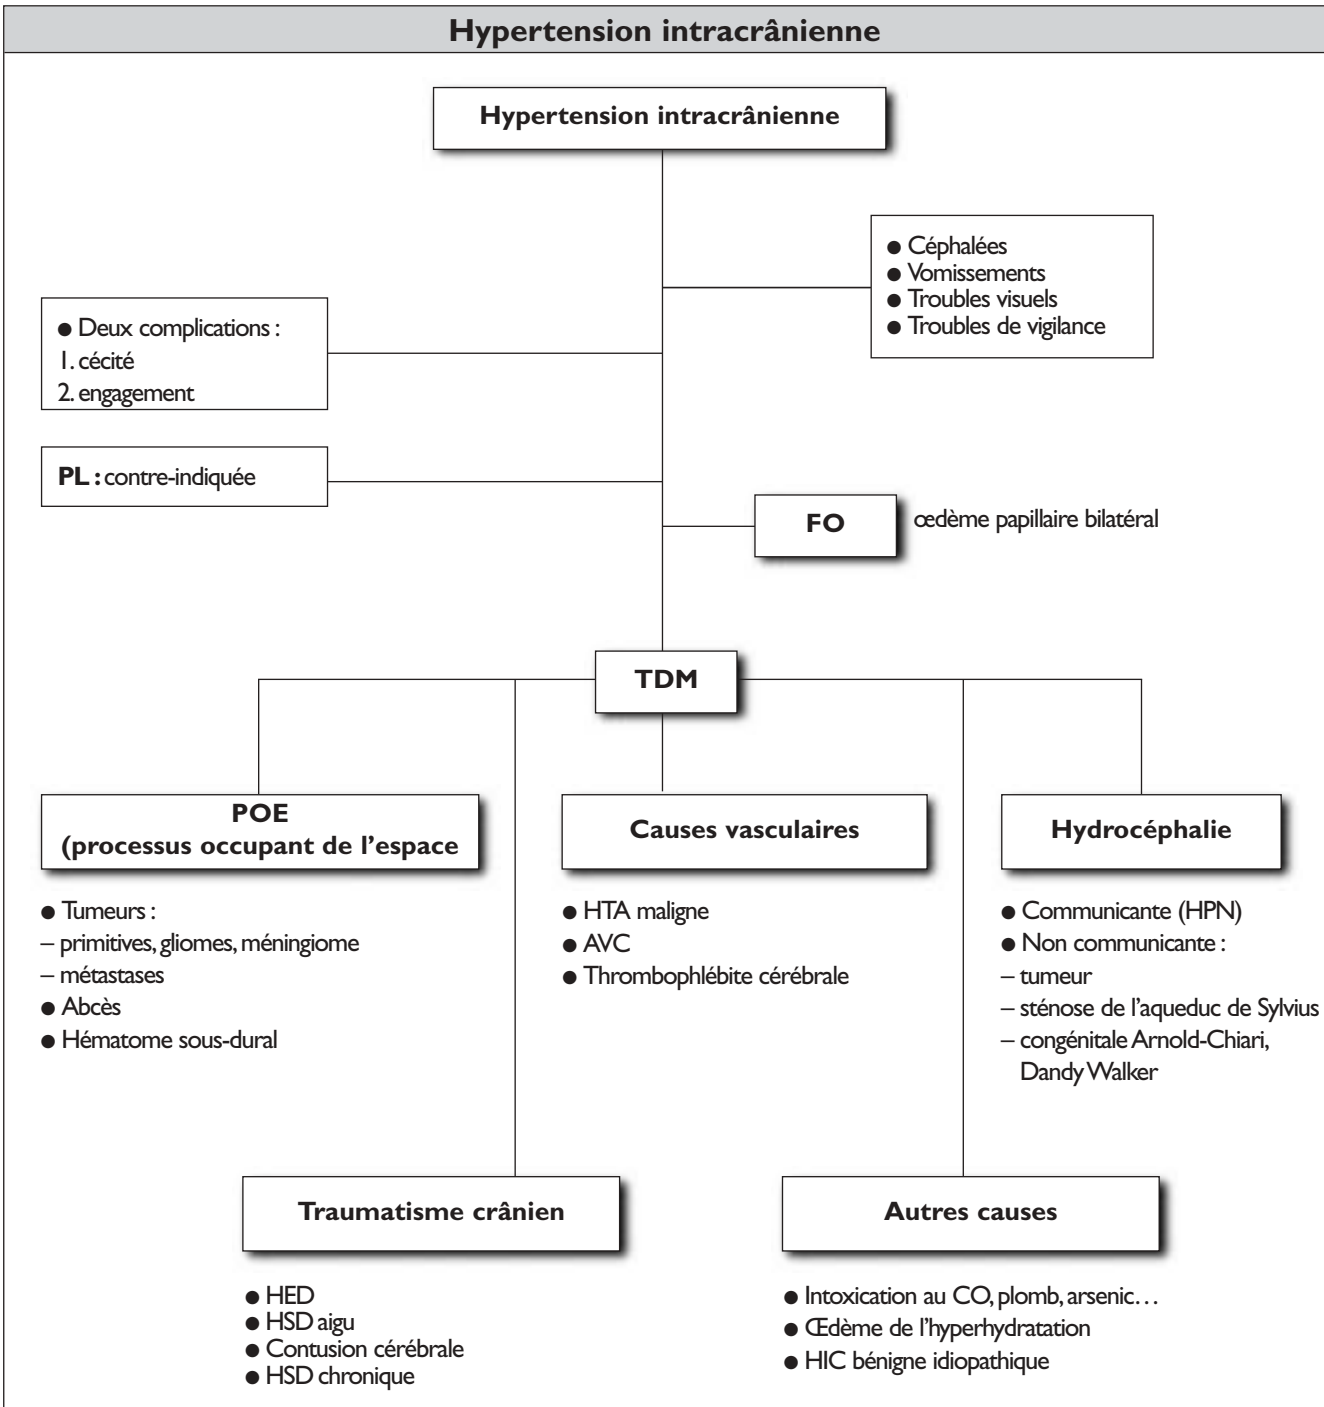 Hypertension intracrânienne
Hypertension intracrânienne
● Céphalées
● Vomissements
● Troubles visuels
● Troubles de vigilance
● Deux complications :
1. cécité
2. engagement
PL : contre-indiquée
FO
œdème papillaire bilatéral
TDM
POE
(processus occupant de l’espace
● Tumeurs :
– primitives, gliomes, méningiome
– métastases
● Abcès
● Hématome sous-dural
Causes vasculaires
● HTA maligne
● AVC
● Thrombophlébite cérébrale
Hydrocéphalie
● Communicante (HPN)
● Non communicante :
– tumeur
– sténose de l’aqueduc de Sylvius
– congénitale Arnold-Chiari,
Dandy Walker
Traumatisme crânien
● HED
● HSD aigu
● Contusion cérébrale
● HSD chronique
Autres causes
● Intoxication au CO, plomb, arsenic…
● Œdème de l’hyperhydratation
● HIC bénigne idiopathique